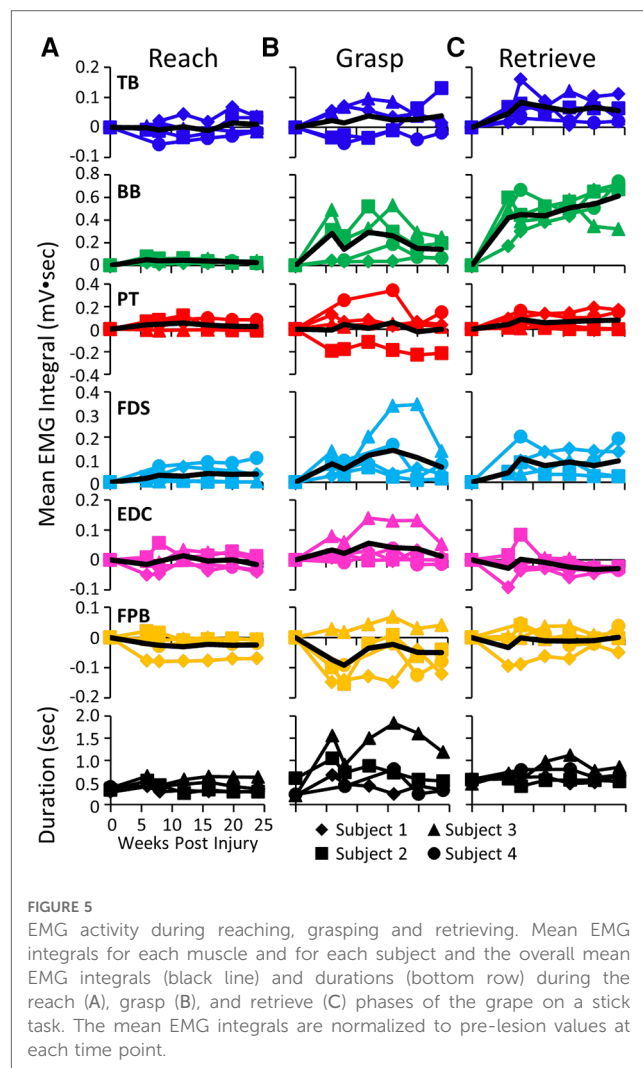 A Reach B Grasp C Retrieve
Mean EMG Integral (mV•sec)
TB
0.2
0.1
0
-0.1
BB
0.8
0.6
0.4
0.2
0
PT
0.4
0.2
0
-0.2
-0.4
FDS
0.4
0.3
0.2
0.1
0
EDC
0.2
0.1
0
-0.1
FPB
0.1
0
-0.1
-0.2
Duration (sec)
2.0
1.5
1.0
0.5
0
0 5 10 15 20 25
Weeks Post Injury
Subject 1 Subject 3
Subject 2 Subject 4
FIGURE 5
EMG activity during reaching, grasping and retrieving. Mean EMG
integrals for each muscle and for each subject and the overall mean
EMG integrals (black line) and durations (bottom row) during the
reach (A), grasp (B), and retrieve (C) phases of the grape on a stick
task. The mean EMG integrals are normalized to pre-lesion values at
each time point.